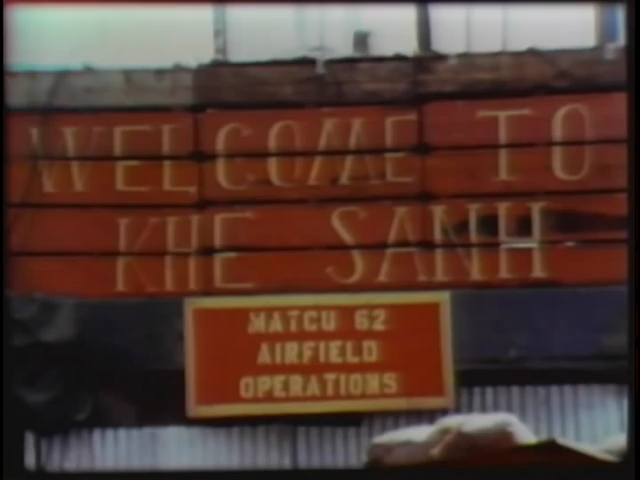 WELCOME TO
KHE SANH
MATCU 62
AIRFIELD
OPERATIONS